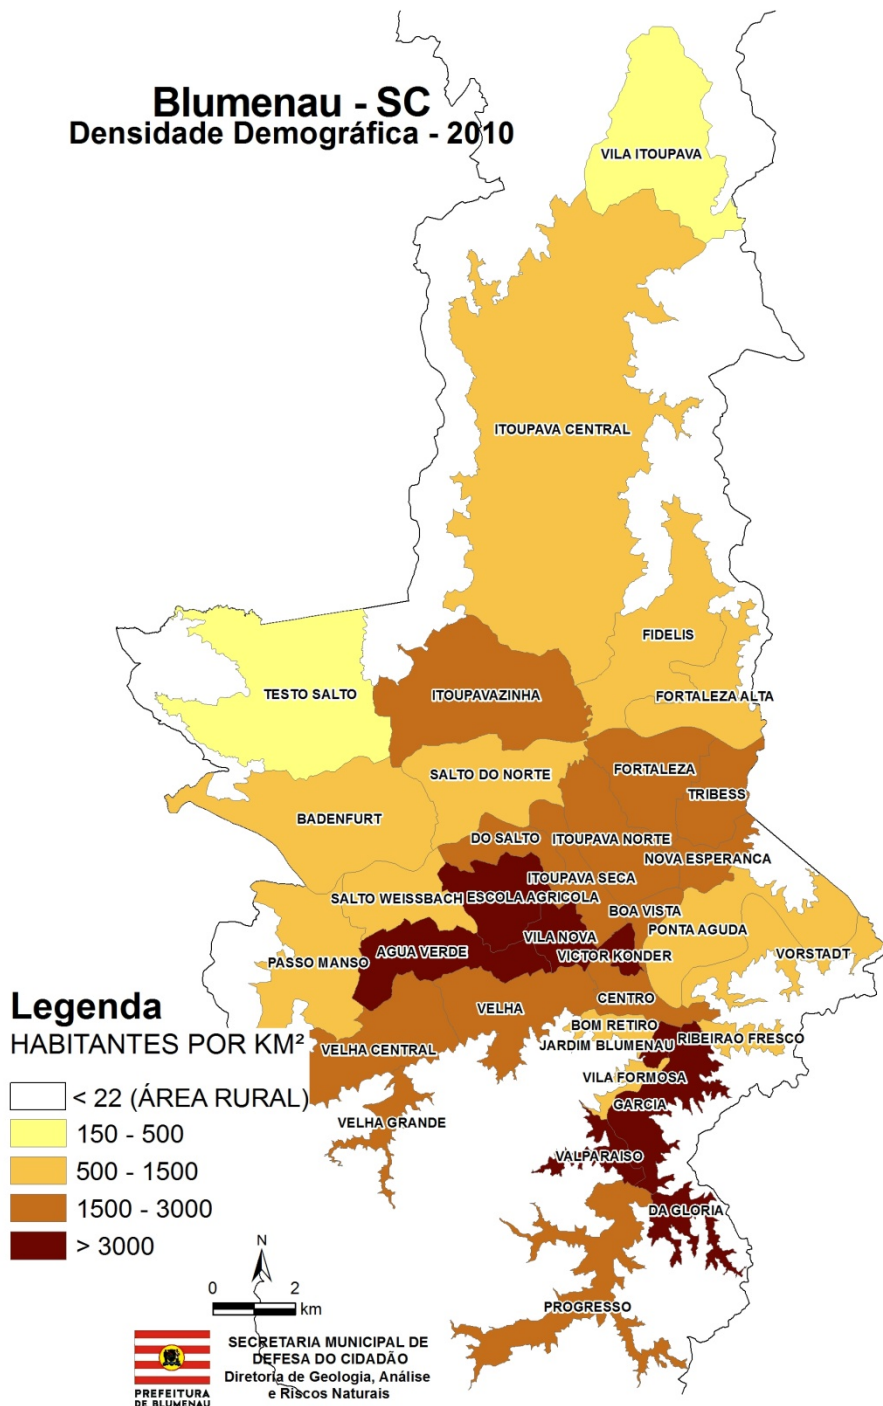 Blumenau - SC
Densidade Demográfica - 2010
VILA ITOUPAVA
ITOUPAVA CENTRAL
FIDELIS
TESTO SALTO
ITOUPAVAZINHA
FORTALEZA ALTA
SALTO DO NORTE
FORTALEZA
TRIBESS
BADENFURT
DO SALTO
ITOUPAVA NORTE
NOVA ESPERANCA
ITOUPAVA SECA
SALTO WEISSBACH
ESCOLA AGRICOLA
BOA VISTA
PONTA AGUDA
VILA NOVA
AGUA VERDE
VICTOR KONDER
VORSTADT
PASSO MANSO
CENTRO
VELHA
BOM RETIRO
RIBEIRAO FRESCO
JARDIM BLUMENAU
VELHA CENTRAL
VILA FORMOSA
GARCIA
VELHA GRANDE
VALPARAISO
DA GLORIA
PROGRESSO
Legenda
HABITANTES POR KM²
< 22 (ÁREA RURAL)
150 - 500
500 - 1500
1500 - 3000
> 3000
N
0 2
km
PREFEITURA
DE BLUMENAU
SECRETARIA MUNICIPAL DE
DEFESA DO CIDADÃO
Diretoria de Geologia, Análise
e Riscos Naturais